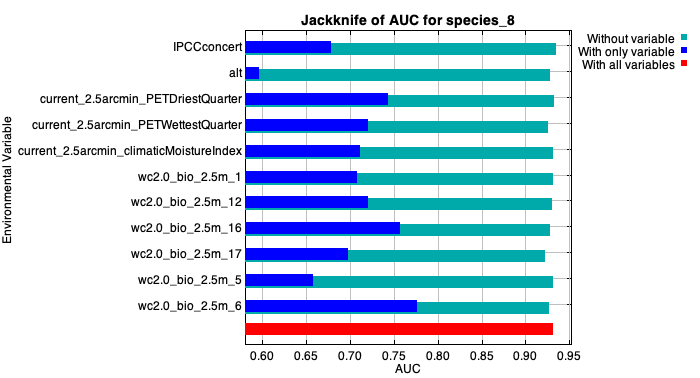 Jackknife of AUC for species_8
Without variable
With only variable
With all variables
Environmental Variable
IPCCconcert
alt
current_2.5arcmin_PETDriestQuarter
current_2.5arcmin_PETWettestQuarter
current_2.5arcmin_climaticMoistureIndex
wc2.0_bio_2.5m_1
wc2.0_bio_2.5m_12
wc2.0_bio_2.5m_16
wc2.0_bio_2.5m_17
wc2.0_bio_2.5m_5
wc2.0_bio_2.5m_6
0.60 0.65 0.70 0.75 0.80 0.85 0.90 0.95
AUC